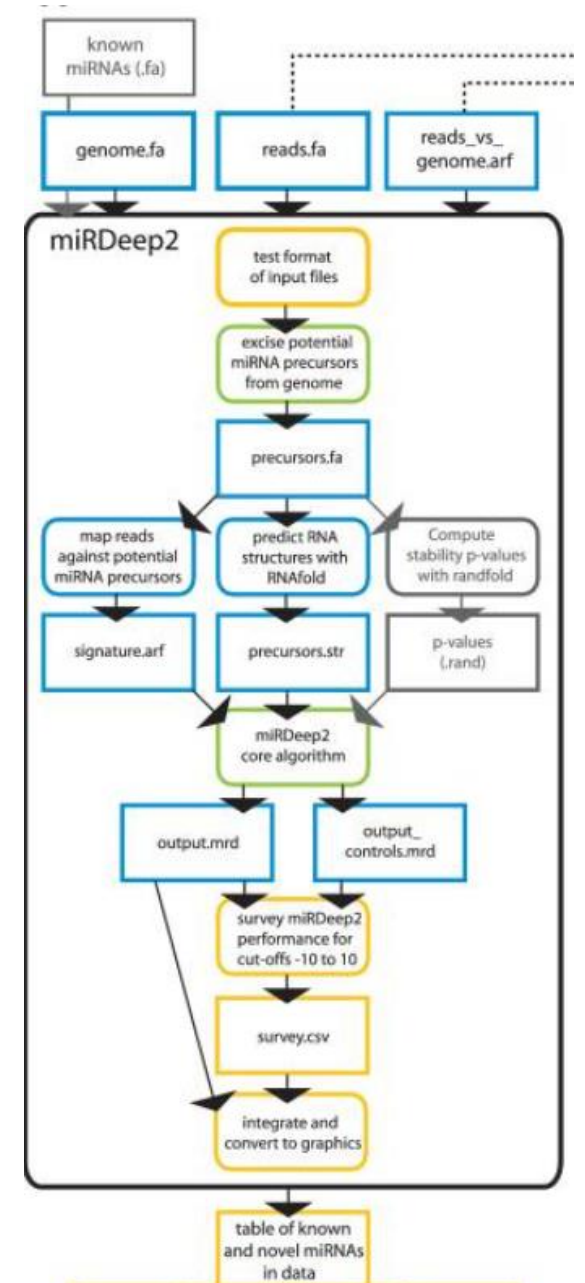 known
miRNAs (.fa)
genome.fa
reads.fa
reads_vs_
genome.arf
miRDeep2
test format
of input files
excise potential
miRNA precursors
from genome
precursors.fa
map reads
against potential
miRNA precursors
predict RNA
structures with
RNAfold
Compute
stability p-values
with randfold
signature.arf
precursors.str
p-values
(.rand)
miRDeep2
core algorithm
output.mrd
output_
controls.mrd
survey miRDeep2
performance for
cut-offs -10 to 10
survey.csv
integrate and
convert to graphics
table of known
and novel miRNAs
in data